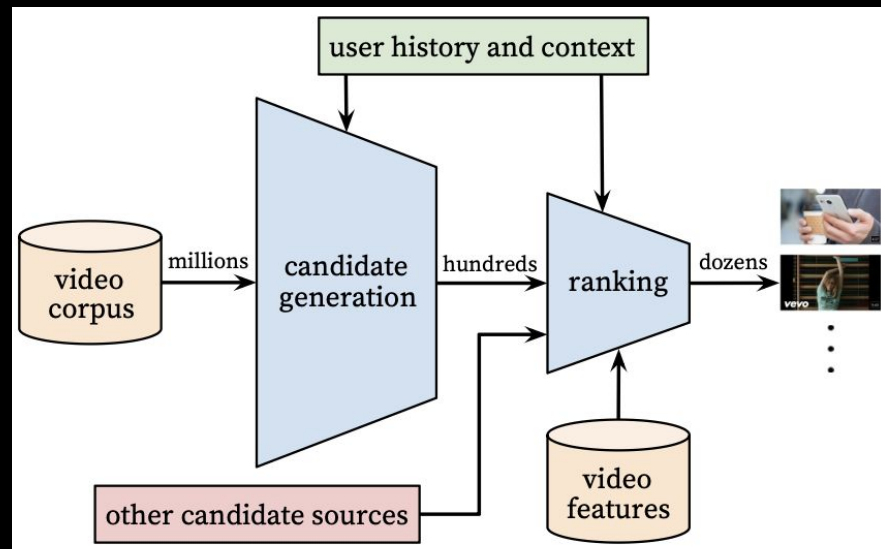 user history and context
video
corpus
millions
candidate
generation
hundreds
ranking
dozens
vevo
other candidate sources
video
features